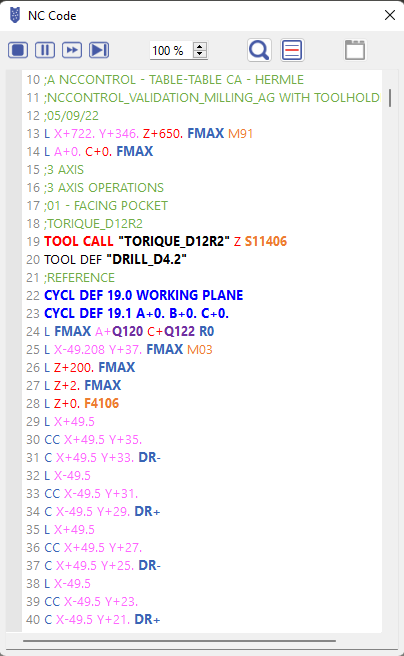 NC Code
100 %
10 ;A NCCONTROL - TABLE-TABLE CA - HERMLE
11 ;NCCONTROL_VALIDATION_MILLING_AG WITH TOOLHOLD
12 ;05/09/22
13 L X+722. Y+346. Z+650. FMAX M91
14 L A+0. C+0. FMAX
15 ;3 AXIS
16 ;3 AXIS OPERATIONS
17 ;01 - FACING POCKET
18 ;TORIQUE_D12R2
19 TOOL CALL "TORIQUE_D12R2" Z S11406
20 TOOL DEF "DRILL_D4.2"
21 ;REFERENCE
22 CYCL DEF 19.0 WORKING PLANE
23 CYCL DEF 19.1 A+0. B+0. C+0.
24 L FMAX A+Q120 C+Q122 R0
25 L X-49.208 Y+37. FMAX M03
26 L Z+200. FMAX
27 L Z+2. FMAX
28 L Z+0. F4106
29 L X+49.5
30 CC X+49.5 Y+35.
31 C X+49.5 Y+33. DR-
32 L X-49.5
33 CC X-49.5 Y+31.
34 C X-49.5 Y+29. DR+
35 L X+49.5
36 CC X+49.5 Y+27.
37 C X+49.5 Y+25. DR-
38 L X-49.5
39 CC X-49.5 Y+23.
40 C X-49.5 Y+21. DR+